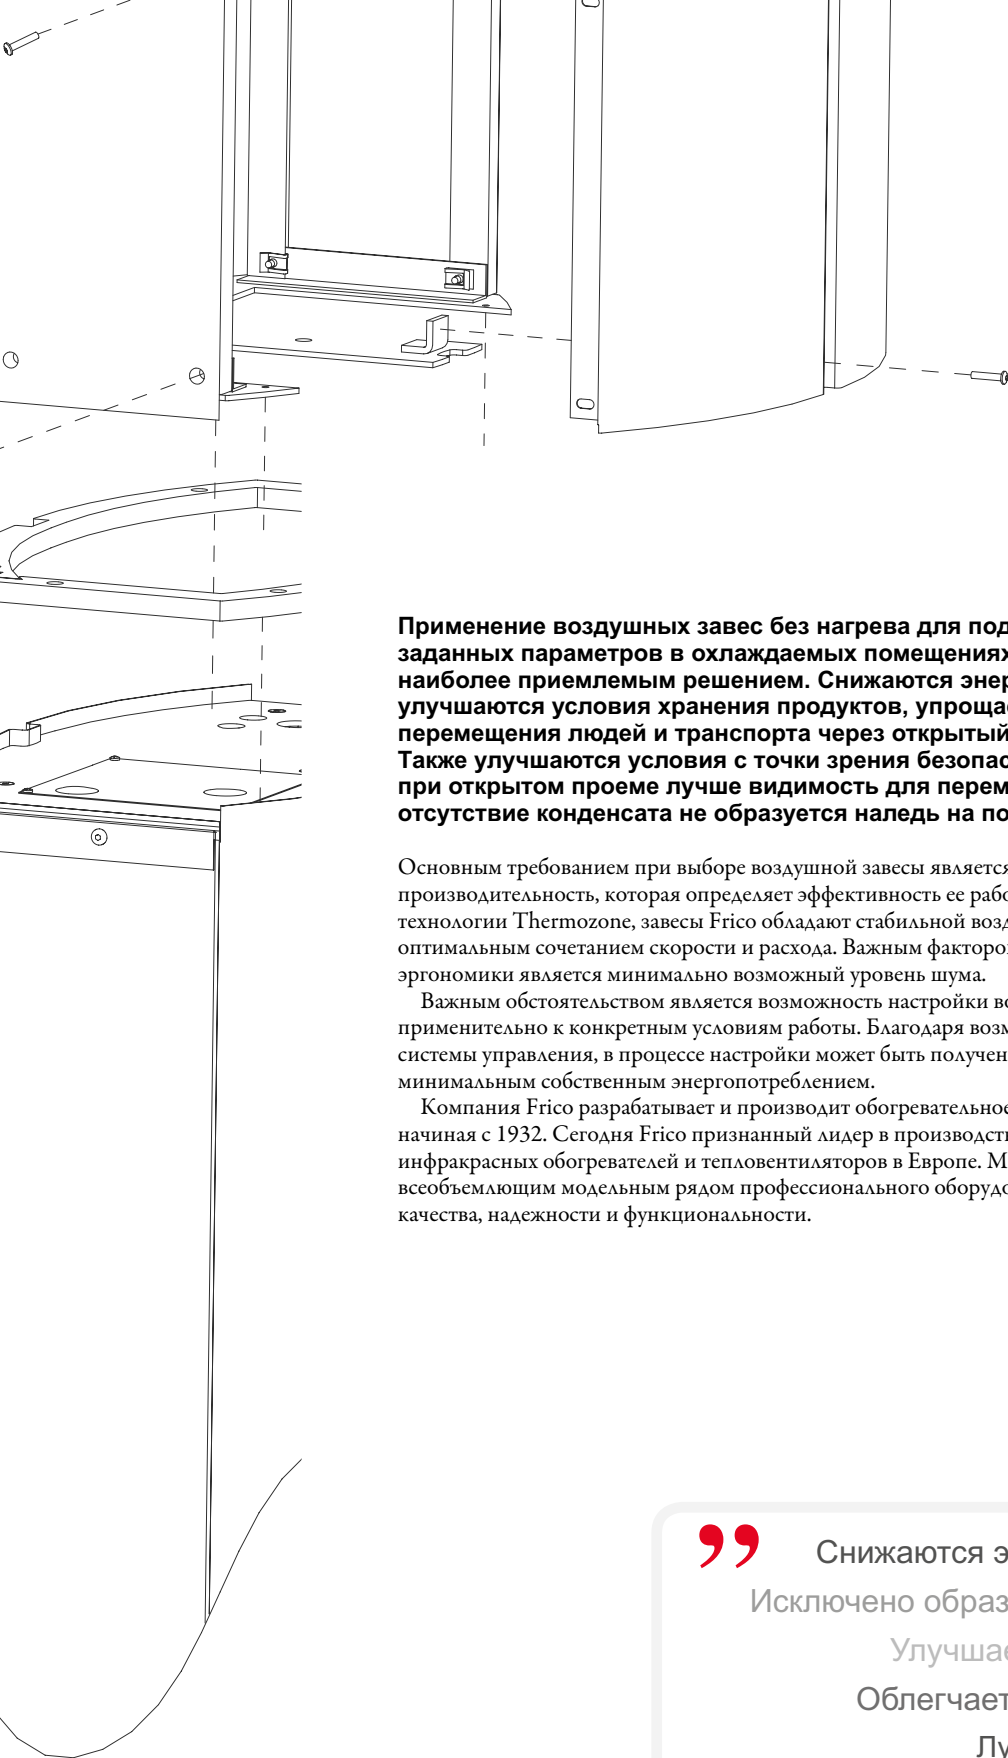 Применение воздушных завес без нагрева для под
заданных параметров в охлаждаемых помещениях
наиболее приемлемым решением. Снижаются энер
улучшаются условия хранения продуктов, упроща
перемещения людей и транспорта через открытый
Также улучшаются условия с точки зрения безопас
при открытом проеме лучше видимость для перем
отсутствие конденсата не образуется наледь на по
Основным требованием при выборе воздушной завесы является
производительность, которая определяет эффективность ее рабо
технологии Thermozone, завесы Frico обладают стабильной возд
оптимальным сочетанием скорости и расхода. Важным фактором
эргономики является минимально возможный уровень шума.
Важным обстоятельством является возможность настройки во
применительно к конкретным условиям работы. Благодаря возм
системы управления, в процессе настройки может быть получен
минимальным собственным энергопотреблением.
Компания Frico разрабатывает и производит обогревательное
начиная с 1932. Сегодня Frico признанный лидер в производств
инфракрасных обогревателей и тепловентиляторов в Европе. М
всеобъемлющим модельным рядом профессионального оборудо
качества, надежности и функциональности.
” Снижаются э
Исключено образ
Улучшае
Облегчает
Лу